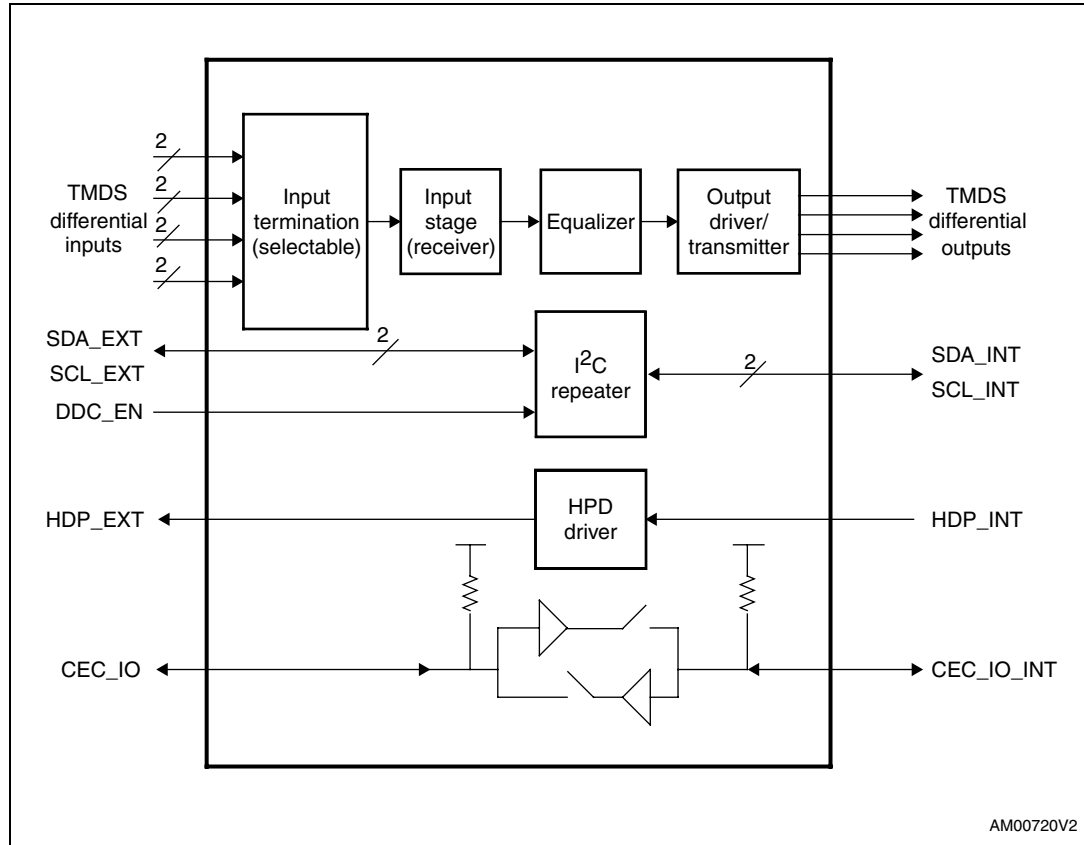 2
2
2
2
TMDS
differential
inputs
Input
termination
(selectable)
Input
stage
(receiver)
Equalizer
Output
driver/
transmitter
TMDS
differential
outputs
SDA_EXT
SCL_EXT
DDC_EN
2
I2C
repeater
2
SDA_INT
SCL_INT
HDP_EXT
HPD
driver
HDP_INT
CEC_IO
CEC_IO_INT
AM00720V2